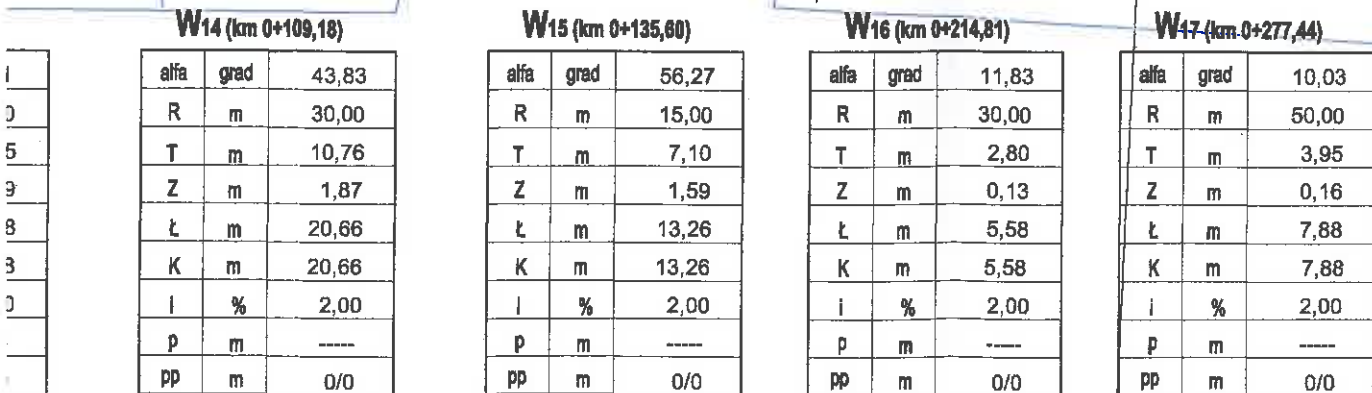 W14 (km 0+109,18) W15 (km 0+135,60) W16 (km 0+214,81) W17 (km 0+277,44)
alfa grad 43,83 alfa grad 56,27 alfa grad 11,83 alfa grad 10,03
0 R m 30,00 R m 15,00 R m 30,00 R m 50,00
5 T m 10,76 T m 7,10 T m 2,80 T m 3,95
9 Z m 1,87 Z m 1,59 Z m 0,13 Z m 0,16
8 Ł m 20,66 Ł m 13,26 Ł m 5,58 Ł m 7,88
K m 20,66 K m 13,26 K m 5,58 K m 7,88
0 i % 2,00 i % 2,00 i % 2,00 i % 2,00
p m ----- p m ----- p m ----- p m -----
pp m 0/0 pp m 0/0 pp m 0/0 pp m 0/0